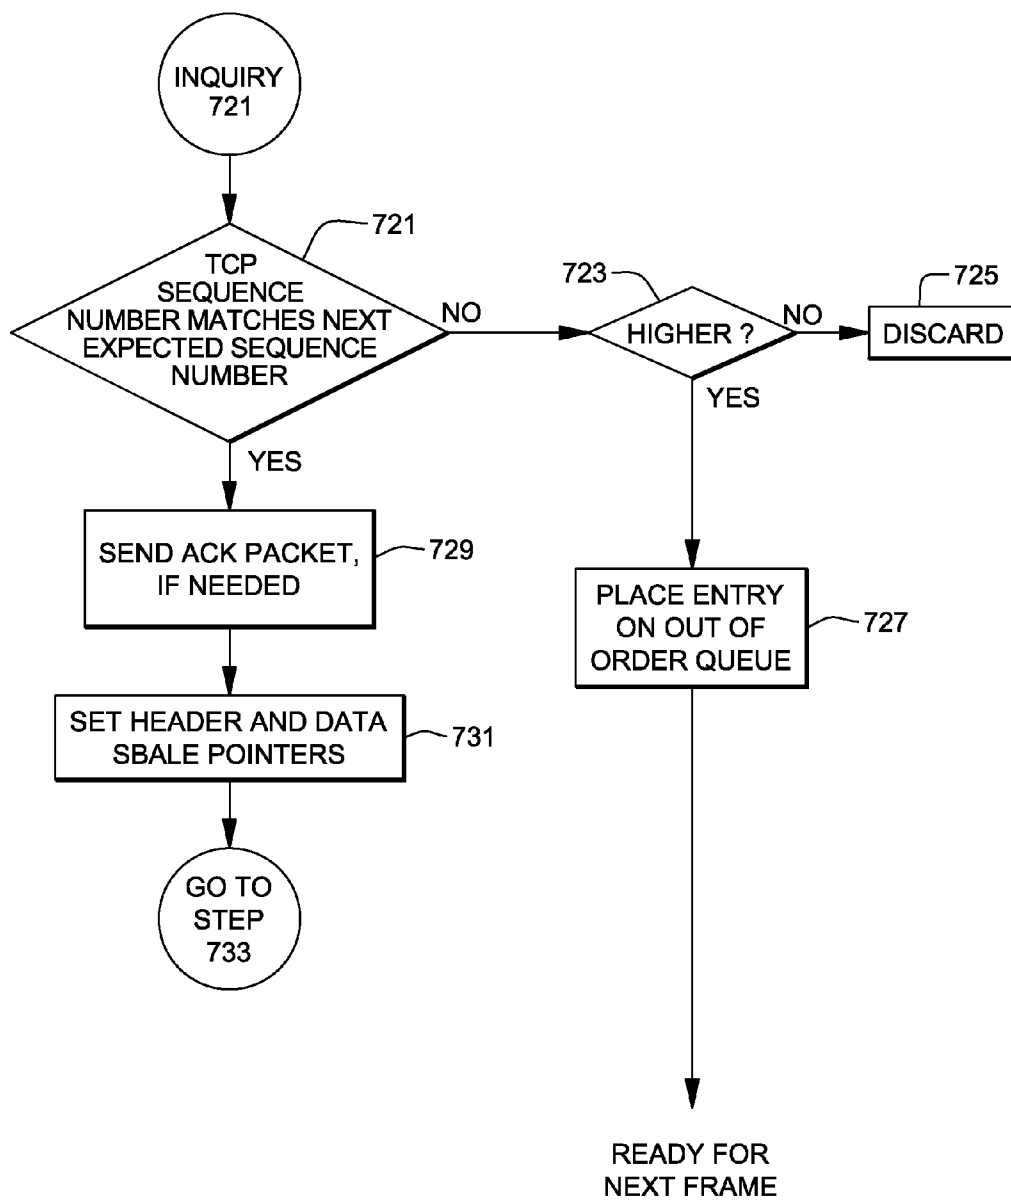 INQUIRY
721
721
TCP
SEQUENCE
NUMBER MATCHES NEXT
EXPECTED SEQUENCE
NUMBER
NO
YES
723
HIGHER ?
NO
YES
725
DISCARD
SEND ACK PACKET,
IF NEEDED
729
PLACE ENTRY
ON OUT OF
ORDER QUEUE
727
SET HEADER AND DATA
SBALE POINTERS
731
GO TO
STEP
733
READY FOR
NEXT FRAME